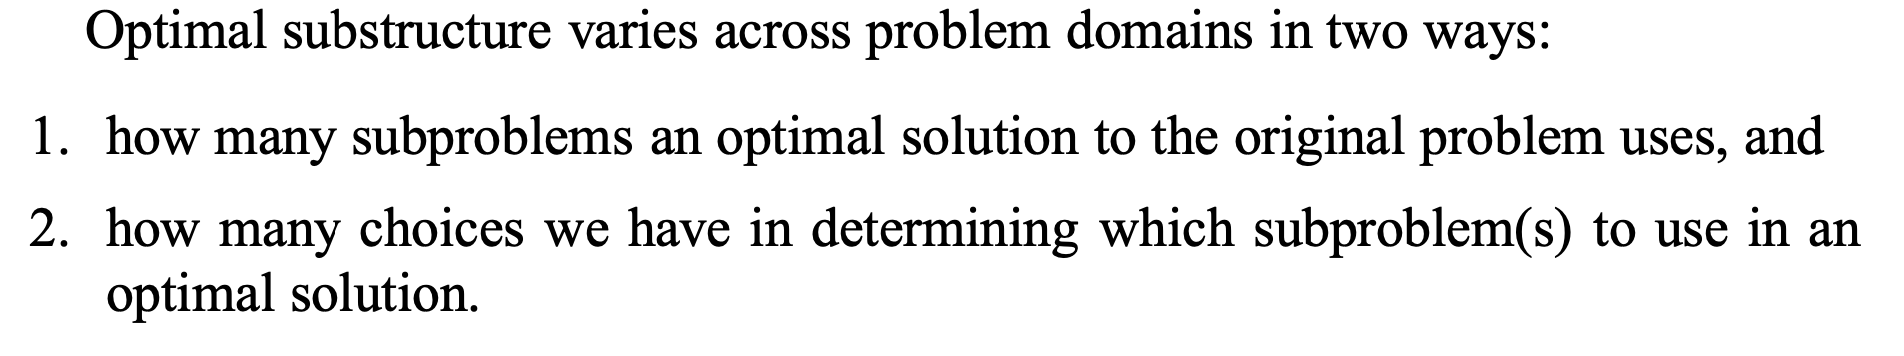 Optimal substructure varies across problem domains in two ways:
1. how many subproblems an optimal solution to the original problem uses, and
2. how many choices we have in determining which subproblem(s) to use in an
optimal solution.